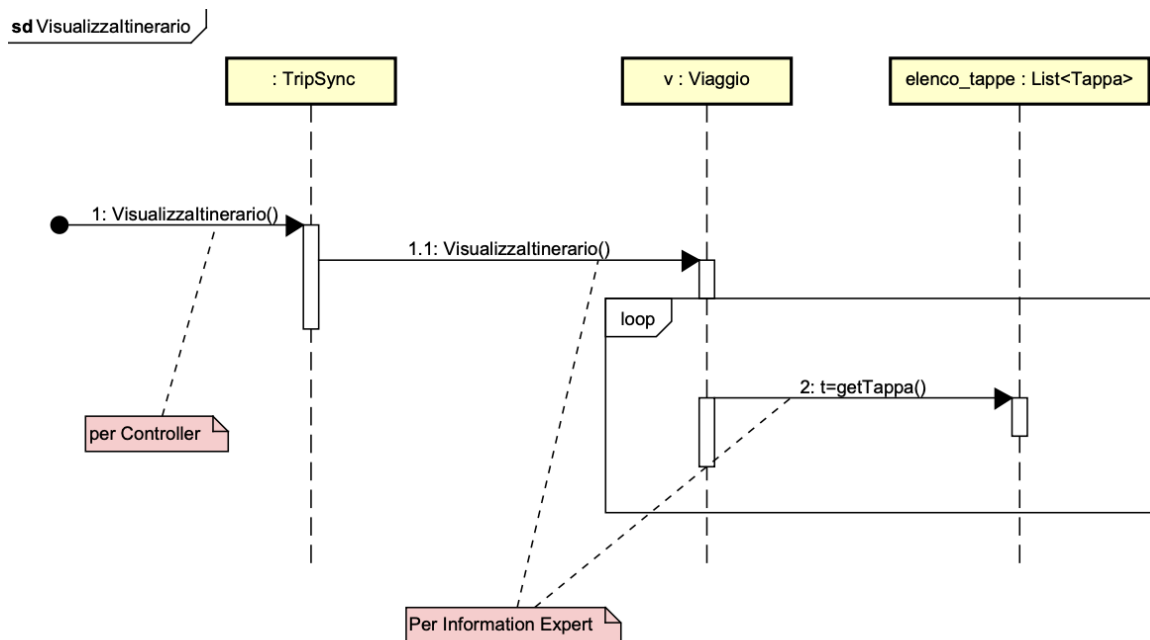 sd VisualizzaItinerario
: TripSync
v : Viaggio
elenco_tappe : List<Tappa>
1: VisualizzaItinerario()
1.1: VisualizzaItinerario()
loop
2: t=getTappa()
per Controller
Per Information Expert